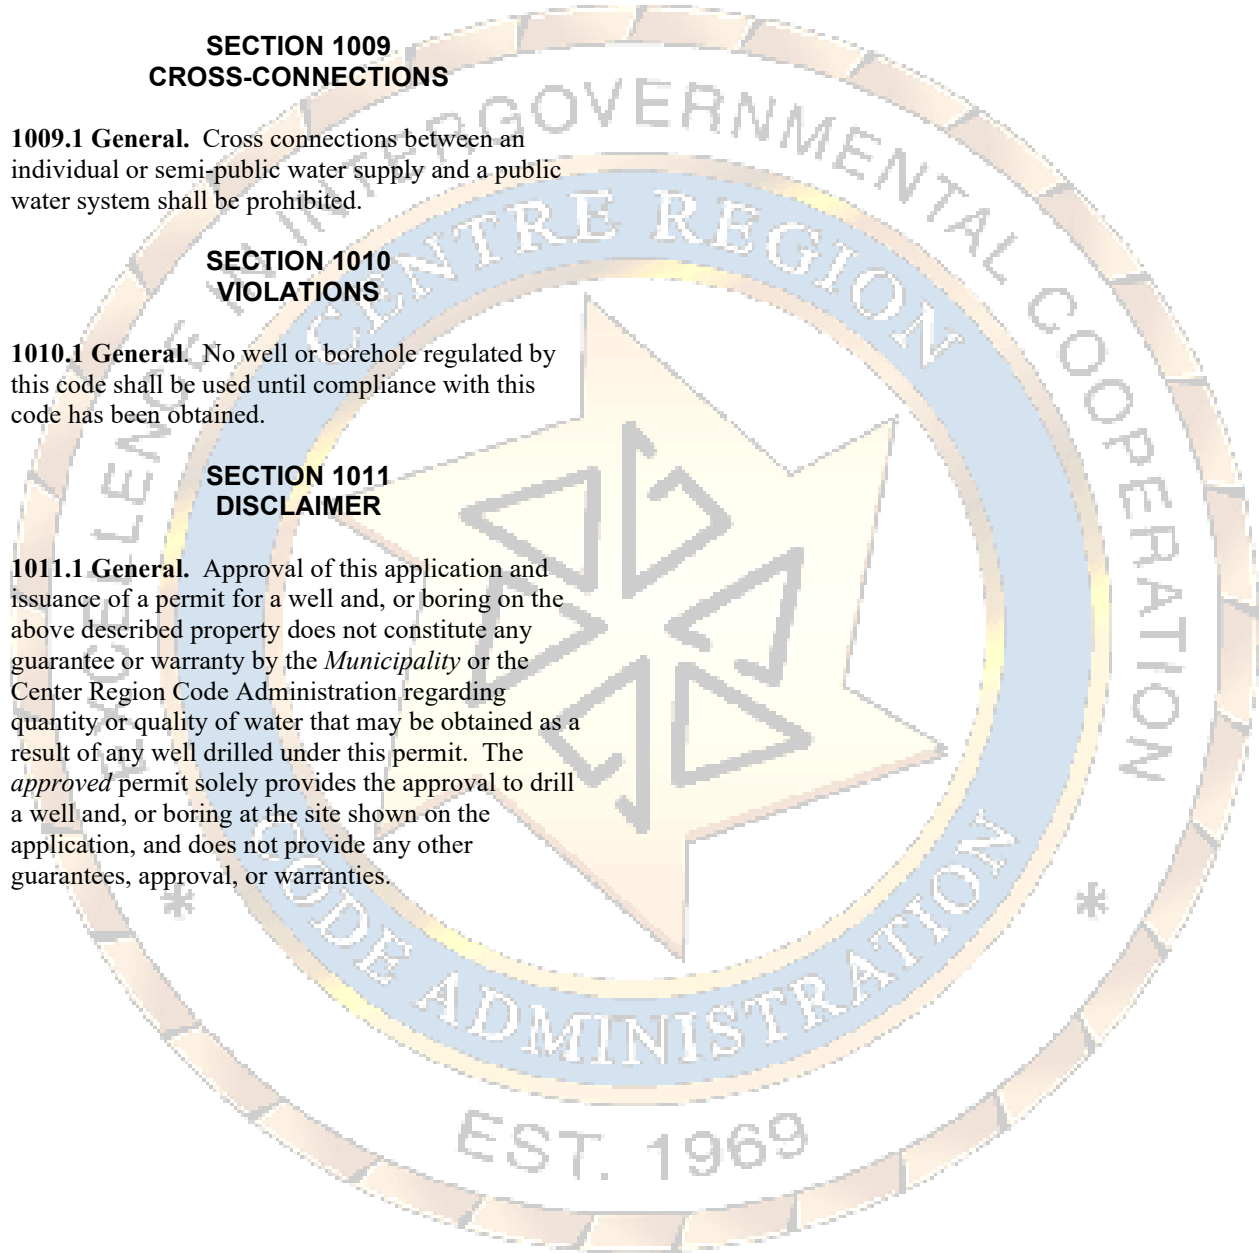 SECTION 1009
CROSS-CONNECTIONS
1009.1 General.  Cross connections between an
individual or semi-public water supply and a public
water system shall be prohibited.
SECTION 1010
VIOLATIONS
1010.1 General.  No well or borehole regulated by
this code shall be used until compliance with this
code has been obtained.
SECTION 1011
DISCLAIMER
1011.1 General.  Approval of this application and
issuance of a permit for a well and, or boring on the
above described property does not constitute any
guarantee or warranty by the Municipality or the
Center Region Code Administration regarding
quantity or quality of water that may be obtained as a
result of any well drilled under this permit.  The
approved permit solely provides the approval to drill
a well and, or boring at the site shown on the
application, and does not provide any other
guarantees, approval, or warranties.
EXCELLENCE IN INTERGOVERNMENTAL COOPERATION
CENTRE REGION
CODE ADMINISTRATION
* EST. 1969 *